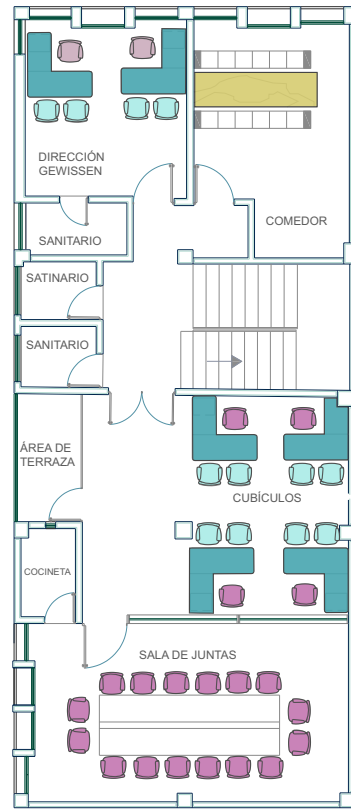 DIRECCIÓN
GEWISSEN
COMEDOR
SANITARIO
SATINARIO
SANITARIO
ÁREA DE
TERRAZA
CUBÍCULOS
COCINETA
SALA DE JUNTAS